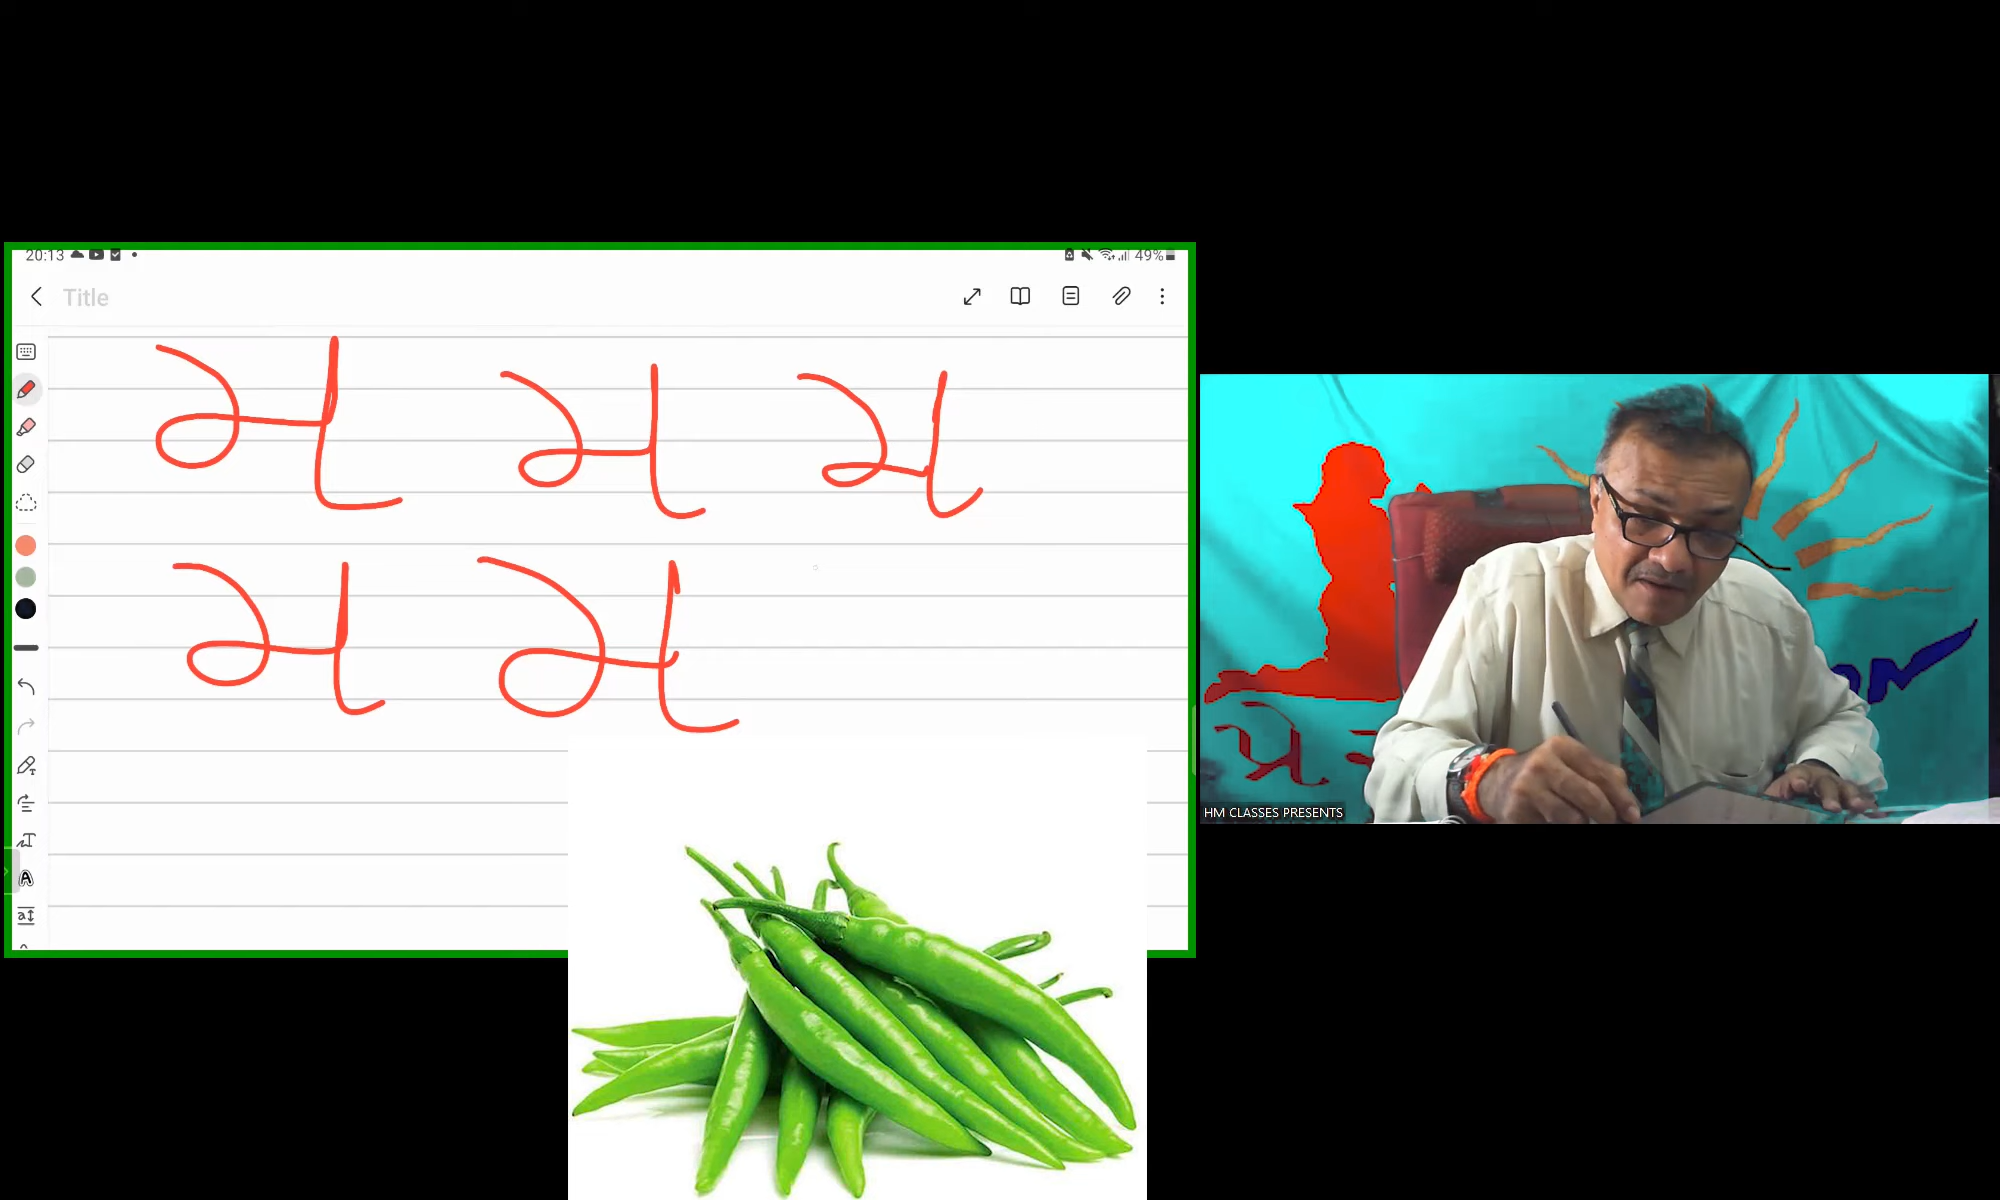 20:13 49%
Title
મ મ મ
મ મ
HM CLASSES PRESENTS